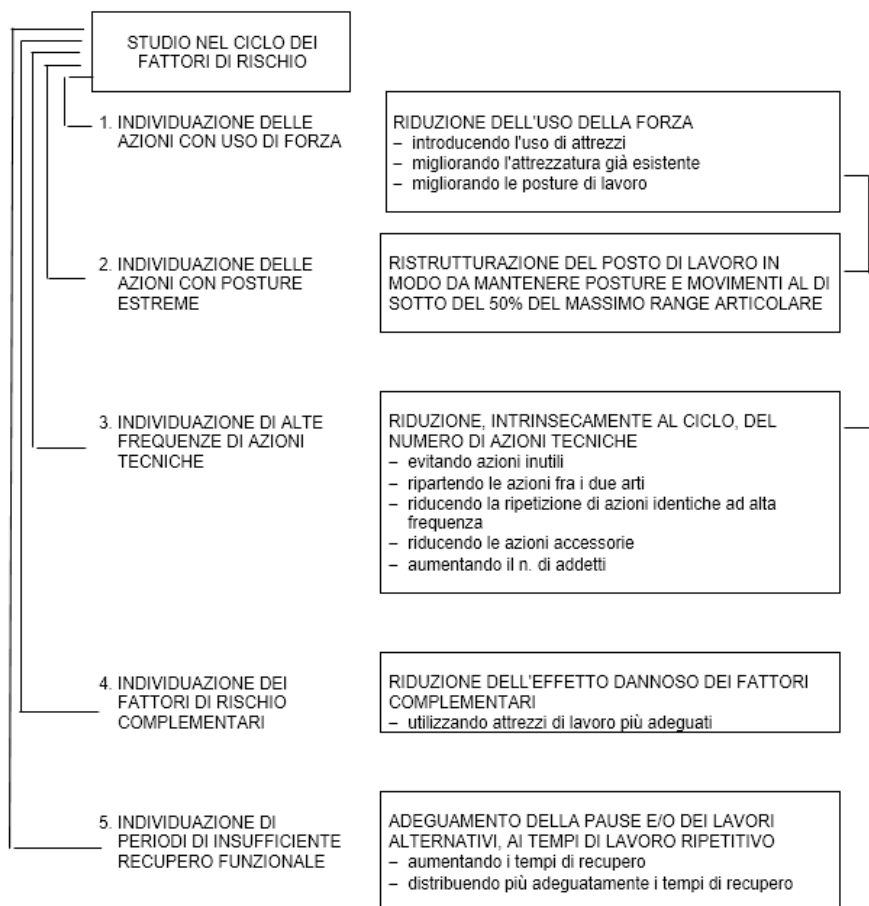 STUDIO NEL CICLO DEI
FATTORI DI RISCHIO
1. INDIVIDUAZIONE DELLE
AZIONI CON USO DI FORZA
RIDUZIONE DELL'USO DELLA FORZA
– introducendo l'uso di attrezzi
– migliorando l'attrezzatura già esistente
– migliorando le posture di lavoro
2. INDIVIDUAZIONE DELLE
AZIONI CON POSTURE
ESTREME
RISTRUTTURAZIONE DEL POSTO DI LAVORO IN
MODO DA MANTENERE POSTURE E MOVIMENTI AL DI
SOTTO DEL 50% DEL MASSIMO RANGE ARTICOLARE
3. INDIVIDUAZIONE DI ALTE
FREQUENZE DI AZIONI
TECNICHE
RIDUZIONE, INTRINSECAMENTE AL CICLO, DEL
NUMERO DI AZIONI TECNICHE
– evitando azioni inutili
– ripartendo le azioni fra i due arti
– riducendo la ripetizione di azioni identiche ad alta
frequenza
– riducendo le azioni accessorie
– aumentando il n. di addetti
4. INDIVIDUAZIONE DEI
FATTORI DI RISCHIO
COMPLEMENTARI
RIDUZIONE DELL'EFFETTO DANNOSO DEI FATTORI
COMPLEMENTARI
– utilizzando attrezzi di lavoro più adeguati
5. INDIVIDUAZIONE DI
PERIODI DI INSUFFICIENTE
RECUPERO FUNZIONALE
ADEGUAMENTO DELLA PAUSE E/O DEI LAVORI
ALTERNATIVI, AI TEMPI DI LAVORO RIPETITIVO
– aumentando i tempi di recupero
– distribuendo più adeguatamente i tempi di recupero